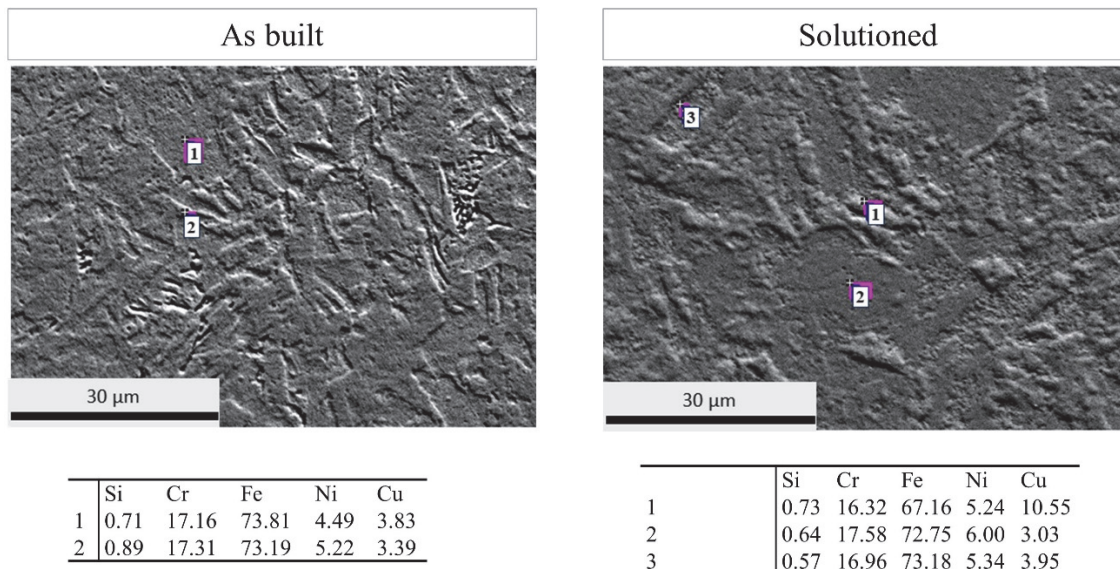 As built
Solutioned
1
2
30 µm
3
1
2
30 µm
Si Cr Fe Ni Cu
1 0.71 17.16 73.81 4.49 3.83
2 0.89 17.31 73.19 5.22 3.39
Si Cr Fe Ni Cu
1 0.73 16.32 67.16 5.24 10.55
2 0.64 17.58 72.75 6.00 3.03
3 0.57 16.96 73.18 5.34 3.95